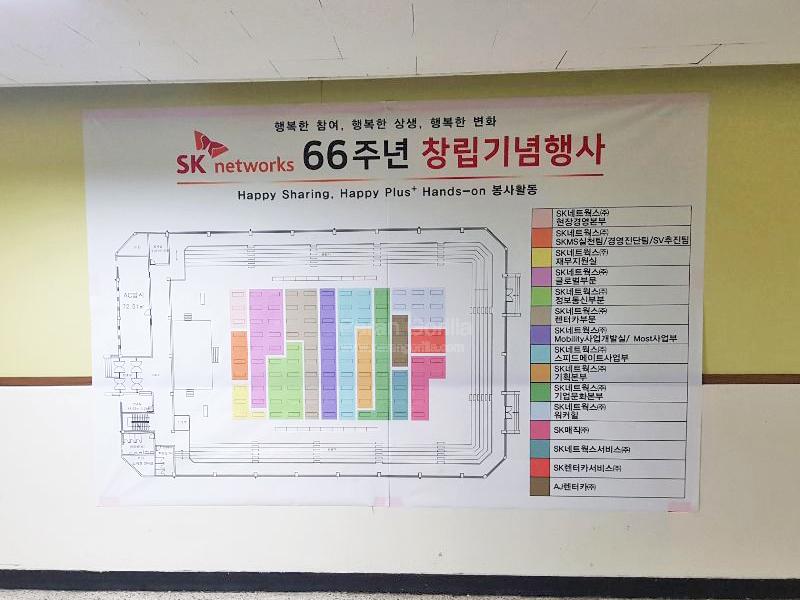 행복한 참여, 행복한 상생, 행복한 변화
SK networks 66주년 창립기념행사
Happy Sharing, Happy Plus+ Hands-on 봉사활동
SK네트웍스㈜
현장경영본부
SK네트웍스㈜
SKMS실천팀/경영진단팀/SV추진팀
SK네트웍스㈜
재무지원실
SK네트웍스㈜
글로벌부문
SK네트웍스㈜
정보통신부분
SK네트웍스㈜
렌터카부문
SK네트웍스㈜
Mobility사업개발실/ Most사업부
SK네트웍스㈜
스피드메이트사업부
SK네트웍스㈜
기획본부
SK네트웍스㈜
기업문화본부
SK네트웍스㈜
워커힐
SK매직㈜
SK네트웍스서비스㈜
SK렌터카서비스㈜
AJ렌터카㈜